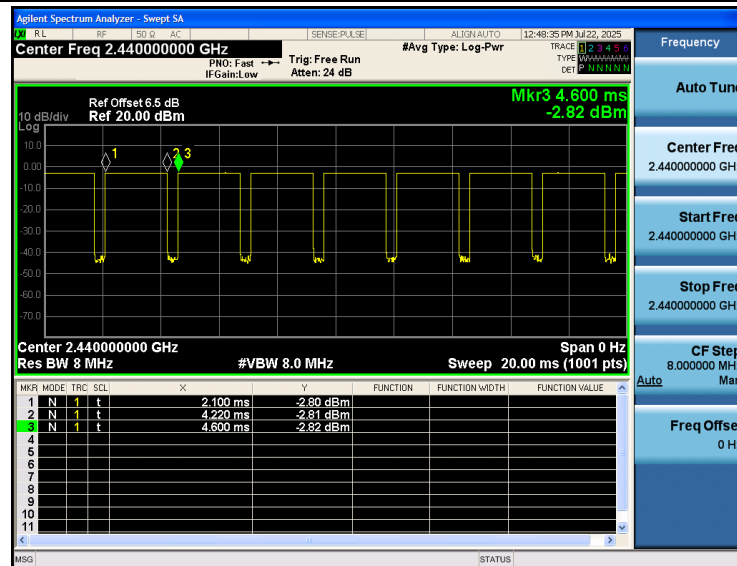 Agilent Spectrum Analyzer - Swept SA
LXI RL RF 50 Ω AC SENSE:PULSE ALIGN AUTO 12:48:35 PM Jul 22, 2025
Center Freq 2.440000000 GHz #Avg Type: Log-Pwr TRACE 1 2 3 4 5 6
PNO: Fast Trig: Free Run TYPE
IFGain:Low Atten: 24 dB DET P N N N N N
Mkr3 4.600 ms
-2.82 dBm
Ref Offset 6.5 dB
10 dB/div Ref 20.00 dBm
Log
10.0
0.00
-10.0
-20.0
-30.0
-40.0
-50.0
-60.0
-70.0
1
2 3
Center 2.440000000 GHz Span 0 Hz
Res BW 8 MHz #VBW 8.0 MHz Sweep 20.00 ms (1001 pts)
MKR MODE TRC SCL X Y FUNCTION FUNCTION WIDTH FUNCTION VALUE
1 N 1 t 2.100 ms -2.80 dBm
2 N 1 t 4.220 ms -2.81 dBm
3 N 1 t 4.600 ms -2.82 dBm
4
5
6
7
8
9
10
11
MSG STATUS
Frequency
Auto Tune
Center Freq
2.440000000 GH
Start Freq
2.440000000 GH
Stop Freq
2.440000000 GH
CF Step
8.000000 MH
Auto Man
Freq Offse
0 H